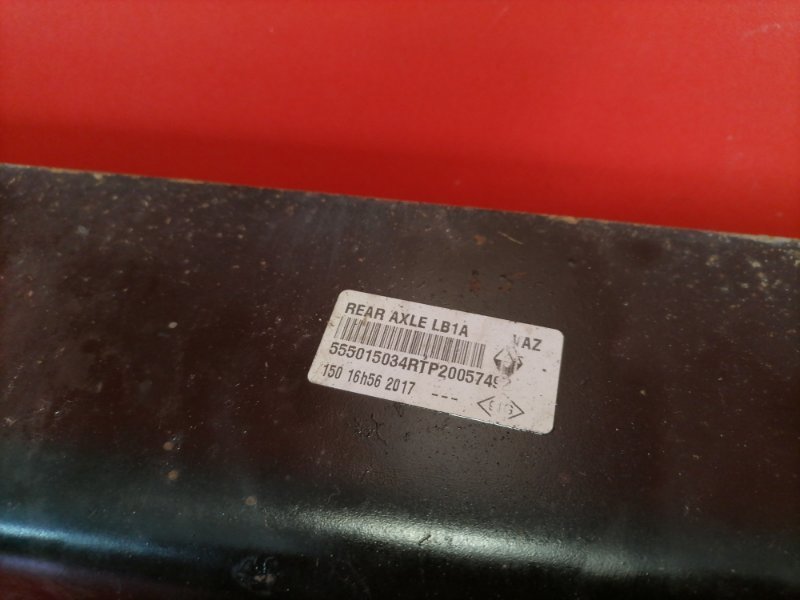 REAR AXLE LB1A
555015034RTP2005749
150 16h56 2017 ---